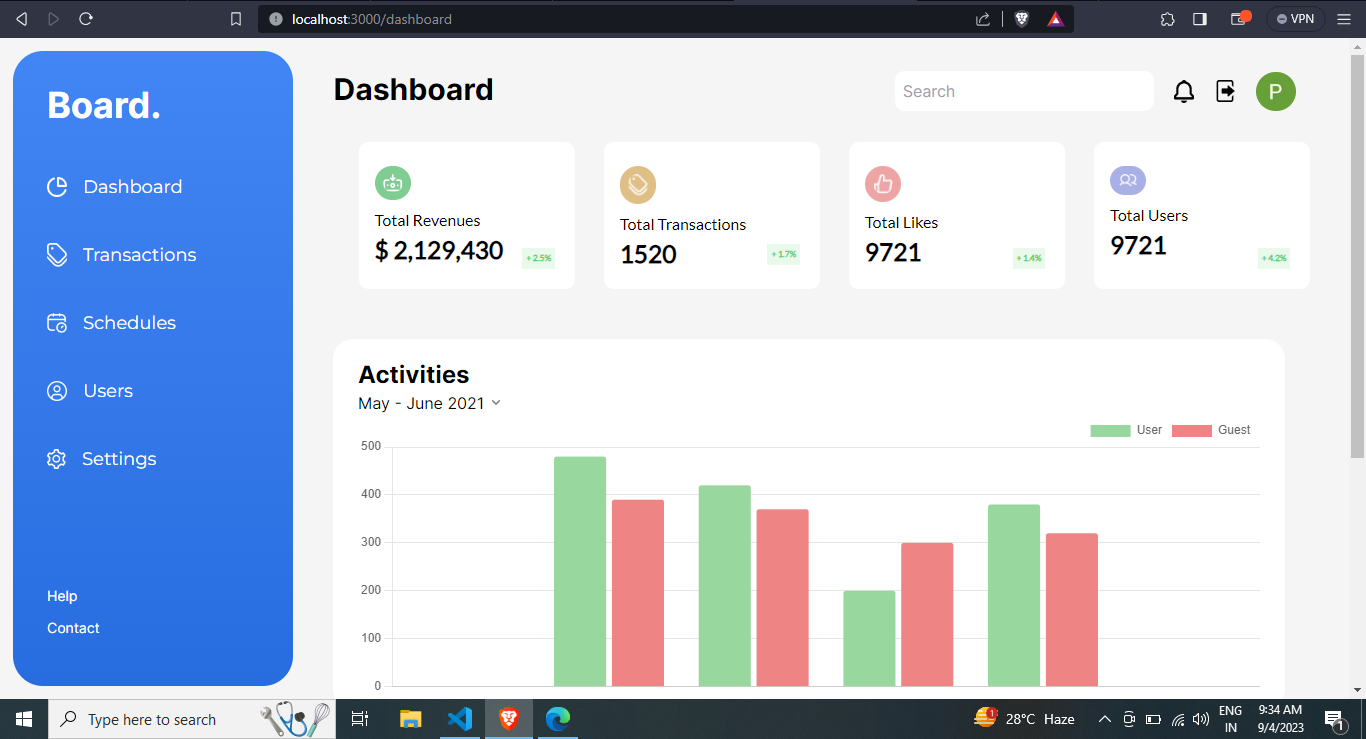 localhost:3000/dashboard
VPN
Board.
Dashboard
Transactions
Schedules
Users
Settings
Help
Contact
Dashboard
Search
P
Total Revenues
$ 2,129,430
+2.5%
Total Transactions
1520
+1.7%
Total Likes
9721
+1.4%
Total Users
9721
+4.2%
Activities
May - June 2021
User Guest
500
400
300
200
100
0
Type here to search
1
28°C Haze
ENG
IN
9:34 AM
9/4/2023
1